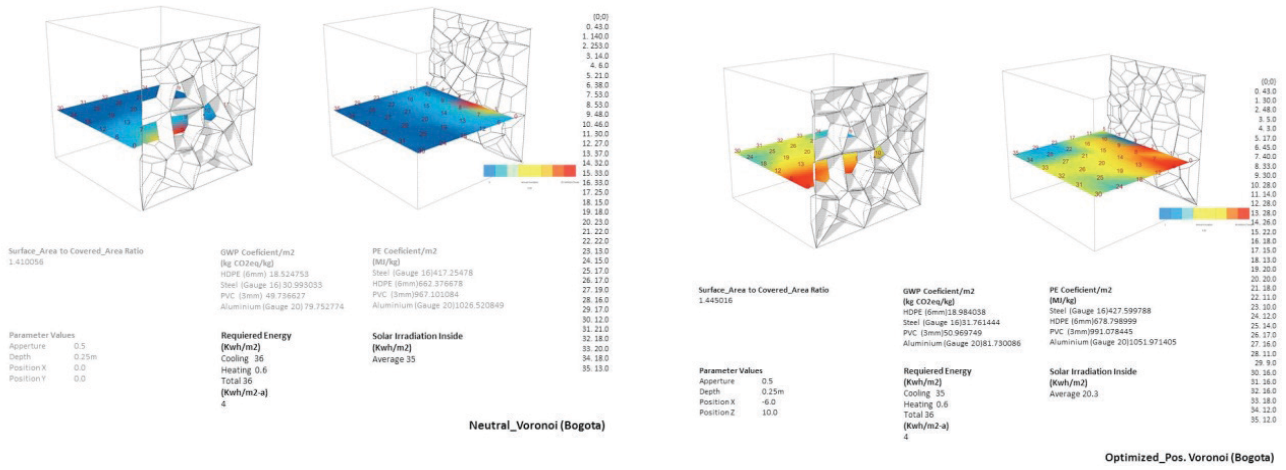 (0;0)
0. 43.0
1. 140.0
2. 253.0
3. 14.0
4. 6.0
5. 21.0
6. 38.0
7. 53.0
8. 53.0
9. 48.0
10. 46.0
11. 30.0
12. 27.0
13. 37.0
14. 32.0
15. 33.0
16. 33.0
17. 25.0
18. 15.0
19. 18.0
20. 23.0
21. 22.0
22. 22.0
23. 13.0
24. 15.0
25. 17.0
26. 17.0
27. 19.0
28. 16.0
29. 17.0
30. 12.0
31. 21.0
32. 18.0
33. 20.0
34. 18.0
35. 13.0
Surface_Area to Covered_Area Ratio
1.410056
GWP Coeficient/m2
(kg CO2eq/kg)
HDPE (6mm) 18.524753
Steel (Gauge 16)30.993033
PVC (3mm) 49.736627
Aluminium (Gauge 20) 79.752774
PE Coeficient/m2
(MJ/kg)
Steel (Gauge 16)417.25478
HDPE (6mm)662.376678
PVC (3mm)967.101084
Aluminium (Gauge 20)1026.520849
Parameter Values
Apperture 0.5
Depth 0.25m
Position X 0.0
Position Y 0.0
Requiered Energy
(Kwh/m2)
Cooling 36
Heating 0.6
Total 36
(Kwh/m2-a)
4
Solar Irradiation Inside
(Kwh/m2)
Average 35
Neutral_Voronoi (Bogota)
(0;0)
0. 43.0
1. 30.0
2. 48.0
3. 5.0
4. 3.0
5. 17.0
6. 45.0
7. 40.0
8. 33.0
9. 30.0
10. 28.0
11. 14.0
12. 28.0
13. 28.0
14. 26.0
15. 22.0
16. 18.0
17. 15.0
18. 13.0
19. 20.0
20. 20.0
21. 18.0
22. 11.0
23. 10.0
24. 12.0
25. 14.0
26. 17.0
27. 16.0
28. 11.0
29. 9.0
30. 16.0
31. 16.0
32. 16.0
33. 18.0
34. 12.0
35. 12.0
Surface_Area to Covered_Area Ratio
1.445016
GWP Coeficient/m2
(kg CO2eq/kg)
HDPE (6mm)18.984038
Steel (Gauge 16)31.761444
PVC (3mm)50.969749
Aluminium (Gauge 20)81.730086
PE Coeficient/m2
(MJ/kg)
Steel (Gauge 16)427.599788
HDPE (6mm)678.798999
PVC (3mm)991.078445
Aluminium (Gauge 20)1051.971405
Parameter Values
Apperture 0.5
Depth 0.25m
Position X -6.0
Position Z 10.0
Requiered Energy
(Kwh/m2)
Cooling 35
Heating 0.6
Total 36
(Kwh/m2-a)
4
Solar Irradiation Inside
(Kwh/m2)
Average 20.3
Optimized_Pos. Voronoi (Bogota)